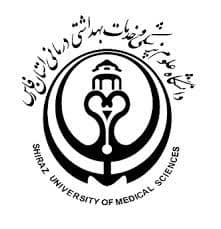 دانشگاه علوم پزشکی و خدمات بهداشتی درمانی استان فارس
SHIRAZ UNIVERSITY OF MEDICAL SCIENCES